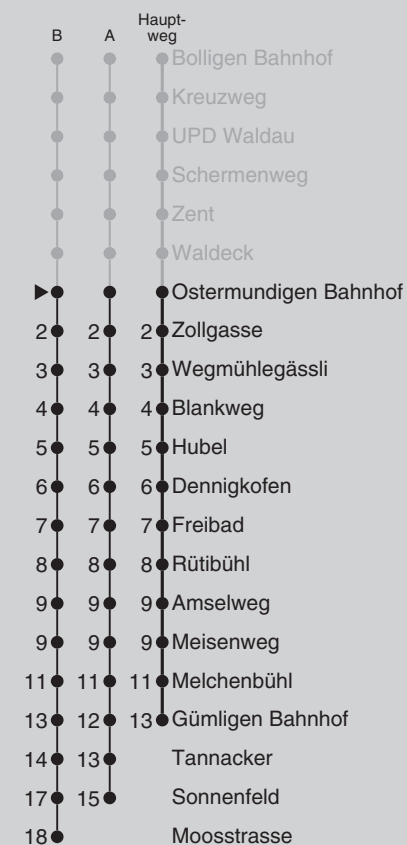 B A Haupt-
weg
Bolligen Bahnhof
Kreuzweg
UPD Waldau
Schermenweg
Zent
Waldeck
Ostermundigen Bahnhof
2 2 2 Zollgasse
3 3 3 Wegmühlegässli
4 4 4 Blankweg
5 5 5 Hubel
6 6 6 Dennigkofen
7 7 7 Freibad
8 8 8 Rütibühl
9 9 9 Amselweg
9 9 9 Meisenweg
11 11 11 Melchenbühl
13 12 13 Gümligen Bahnhof
14 13 Tannacker
17 15 Sonnenfeld
18 Moosstrasse